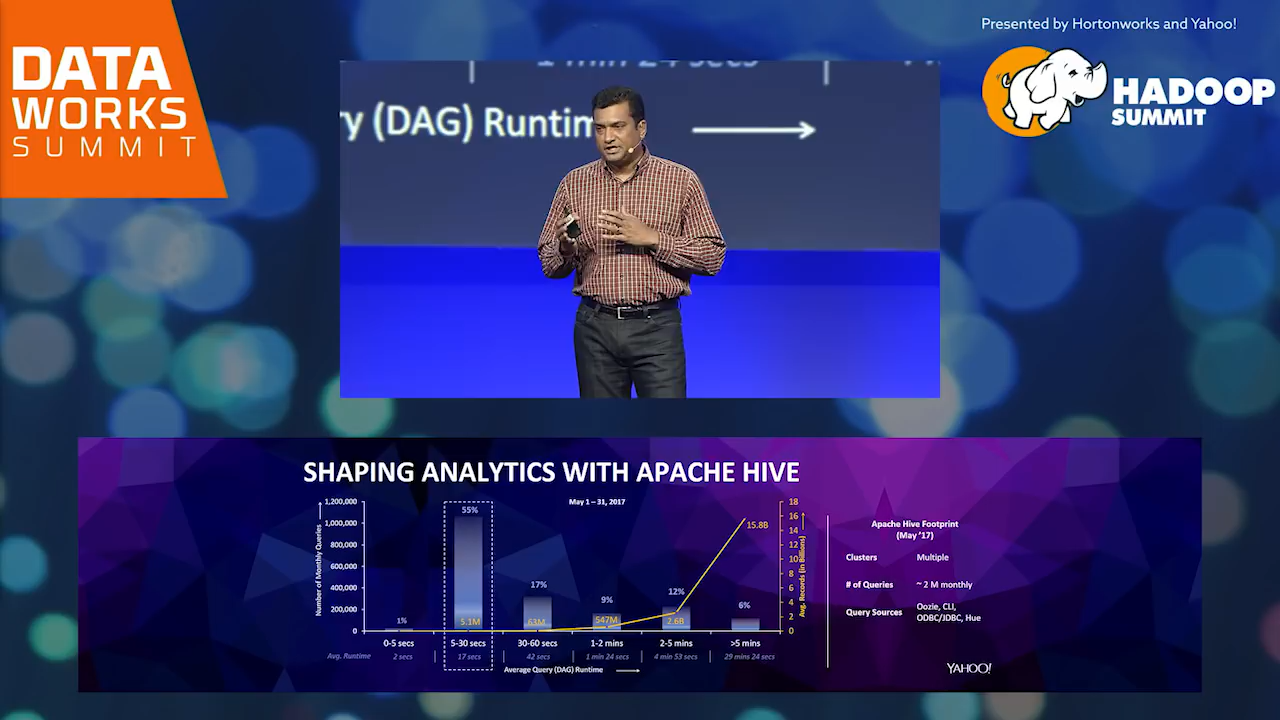 DATA
WORKS
SUMMIT
Presented by Hortonworks and Yahoo!
HADOOP
SUMMIT
1 min 24 secs
ry (DAG) Runtim
SHAPING ANALYTICS WITH APACHE HIVE
May 1 – 31, 2017
Number of Monthly Queries
1,200,000
1,000,000
800,000
600,000
400,000
200,000
0
1%
55%
17%
9%
12%
6%
5.1M
63M
547M
2.6B
15.8B
18
16
14
12
10
8
6
4
2
0
Avg. Records (in Billions)
0-5 secs
5-30 secs
30-60 secs
1-2 mins
2-5 mins
>5 mins
Avg. Runtime
2 secs
17 secs
42 secs
1 min 24 secs
4 min 53 secs
29 mins 24 secs
Average Query (DAG) Runtime
Apache Hive Footprint
(May '17)
Clusters Multiple
# of Queries ~ 2 M monthly
Query Sources Oozie, CLI,
ODBC/JDBC, Hue
YAHOO!